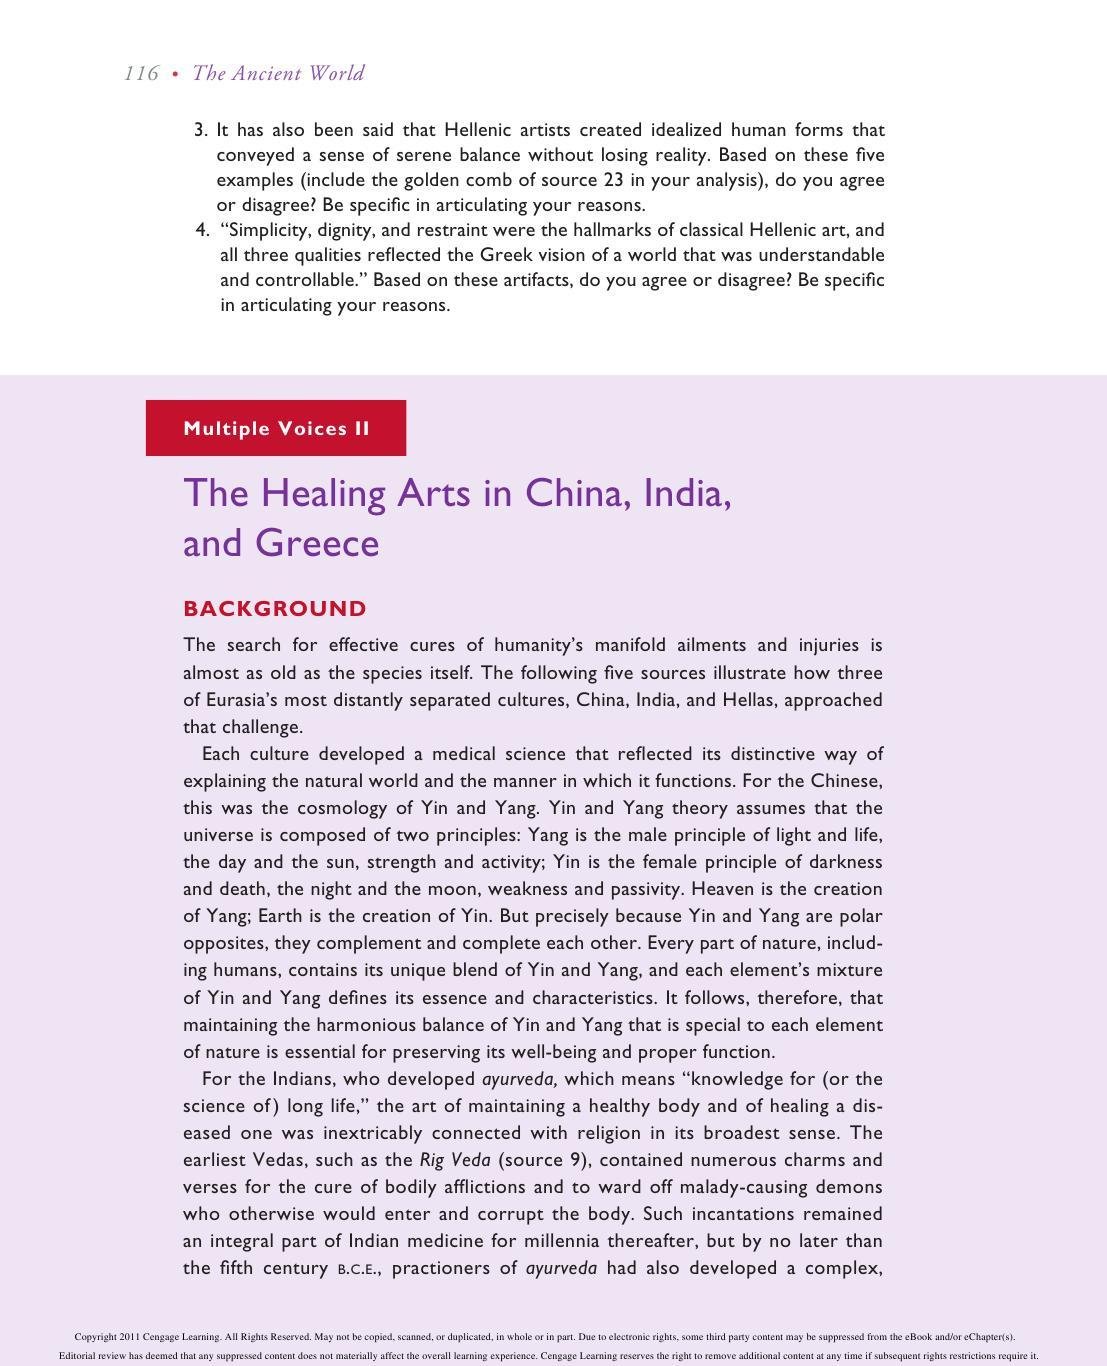 116 • The Ancient World
3. It has also been said that Hellenic artists created idealized human forms that
conveyed a sense of serene balance without losing reality. Based on these five
examples (include the golden comb of source 23 in your analysis), do you agree
or disagree? Be specific in articulating your reasons.
4. “Simplicity, dignity, and restraint were the hallmarks of classical Hellenic art, and
all three qualities reflected the Greek vision of a world that was understandable
and controllable.” Based on these artifacts, do you agree or disagree? Be specific
in articulating your reasons.
Multiple Voices II
The Healing Arts in China, India,
and Greece
BACKGROUND
The search for effective cures of humanity’s manifold ailments and injuries is
almost as old as the species itself. The following five sources illustrate how three
of Eurasia’s most distantly separated cultures, China, India, and Hellas, approached
that challenge.
Each culture developed a medical science that reflected its distinctive way of
explaining the natural world and the manner in which it functions. For the Chinese,
this was the cosmology of Yin and Yang. Yin and Yang theory assumes that the
universe is composed of two principles: Yang is the male principle of light and life,
the day and the sun, strength and activity; Yin is the female principle of darkness
and death, the night and the moon, weakness and passivity. Heaven is the creation
of Yang; Earth is the creation of Yin. But precisely because Yin and Yang are polar
opposites, they complement and complete each other. Every part of nature, includ-
ing humans, contains its unique blend of Yin and Yang, and each element’s mixture
of Yin and Yang defines its essence and characteristics. It follows, therefore, that
maintaining the harmonious balance of Yin and Yang that is special to each element
of nature is essential for preserving its well-being and proper function.
For the Indians, who developed ayurveda, which means “knowledge for (or the
science of) long life,” the art of maintaining a healthy body and of healing a dis-
eased one was inextricably connected with religion in its broadest sense. The
earliest Vedas, such as the Rig Veda (source 9), contained numerous charms and
verses for the cure of bodily afflictions and to ward off malady-causing demons
who otherwise would enter and corrupt the body. Such incantations remained
an integral part of Indian medicine for millennia thereafter, but by no later than
the fifth century B.C.E., practioners of ayurveda had also developed a complex,
Copyright 2011 Cengage Learning. All Rights Reserved. May not be copied, scanned, or duplicated, in whole or in part. Due to electronic rights, some third party content may be suppressed from the eBook and/or eChapter(s).
Editorial review has deemed that any suppressed content does not materially affect the overall learning experience. Cengage Learning reserves the right to remove additional content at any time if subsequent rights restrictions require it.